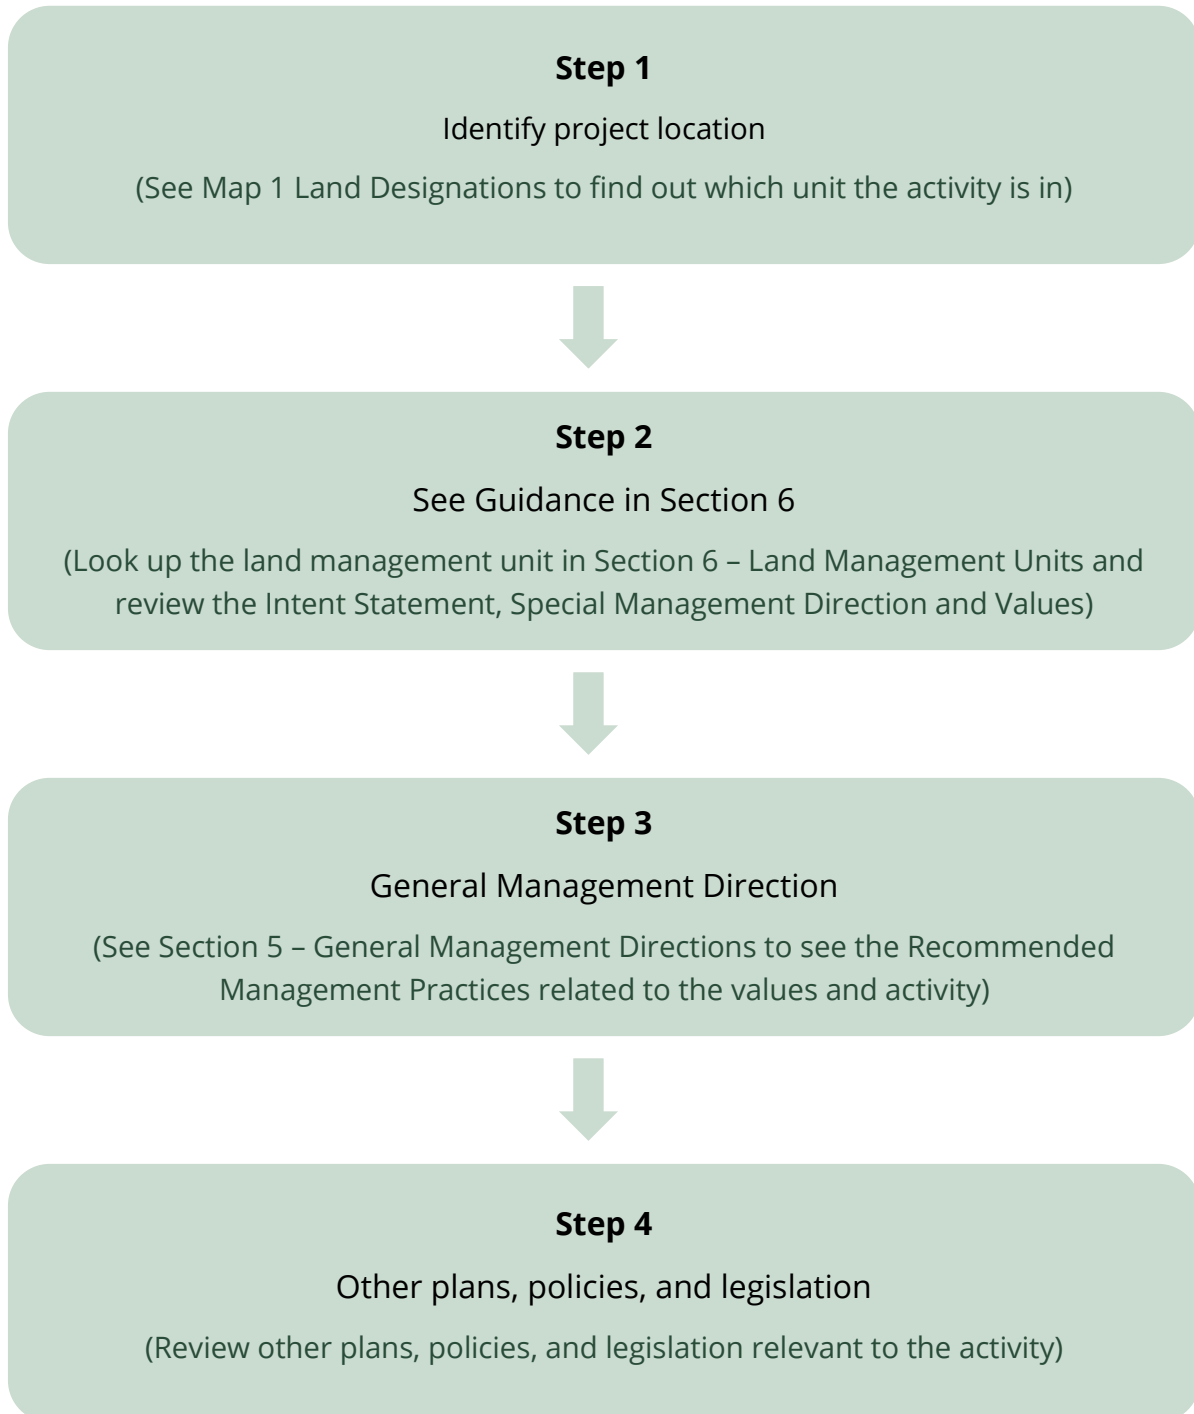 Step 1
Identify project location
(See Map 1 Land Designations to find out which unit the activity is in)
Step 2
See Guidance in Section 6
(Look up the land management unit in Section 6 – Land Management Units and
review the Intent Statement, Special Management Direction and Values)
Step 3
General Management Direction
(See Section 5 – General Management Directions to see the Recommended
Management Practices related to the values and activity)
Step 4
Other plans, policies, and legislation
(Review other plans, policies, and legislation relevant to the activity)